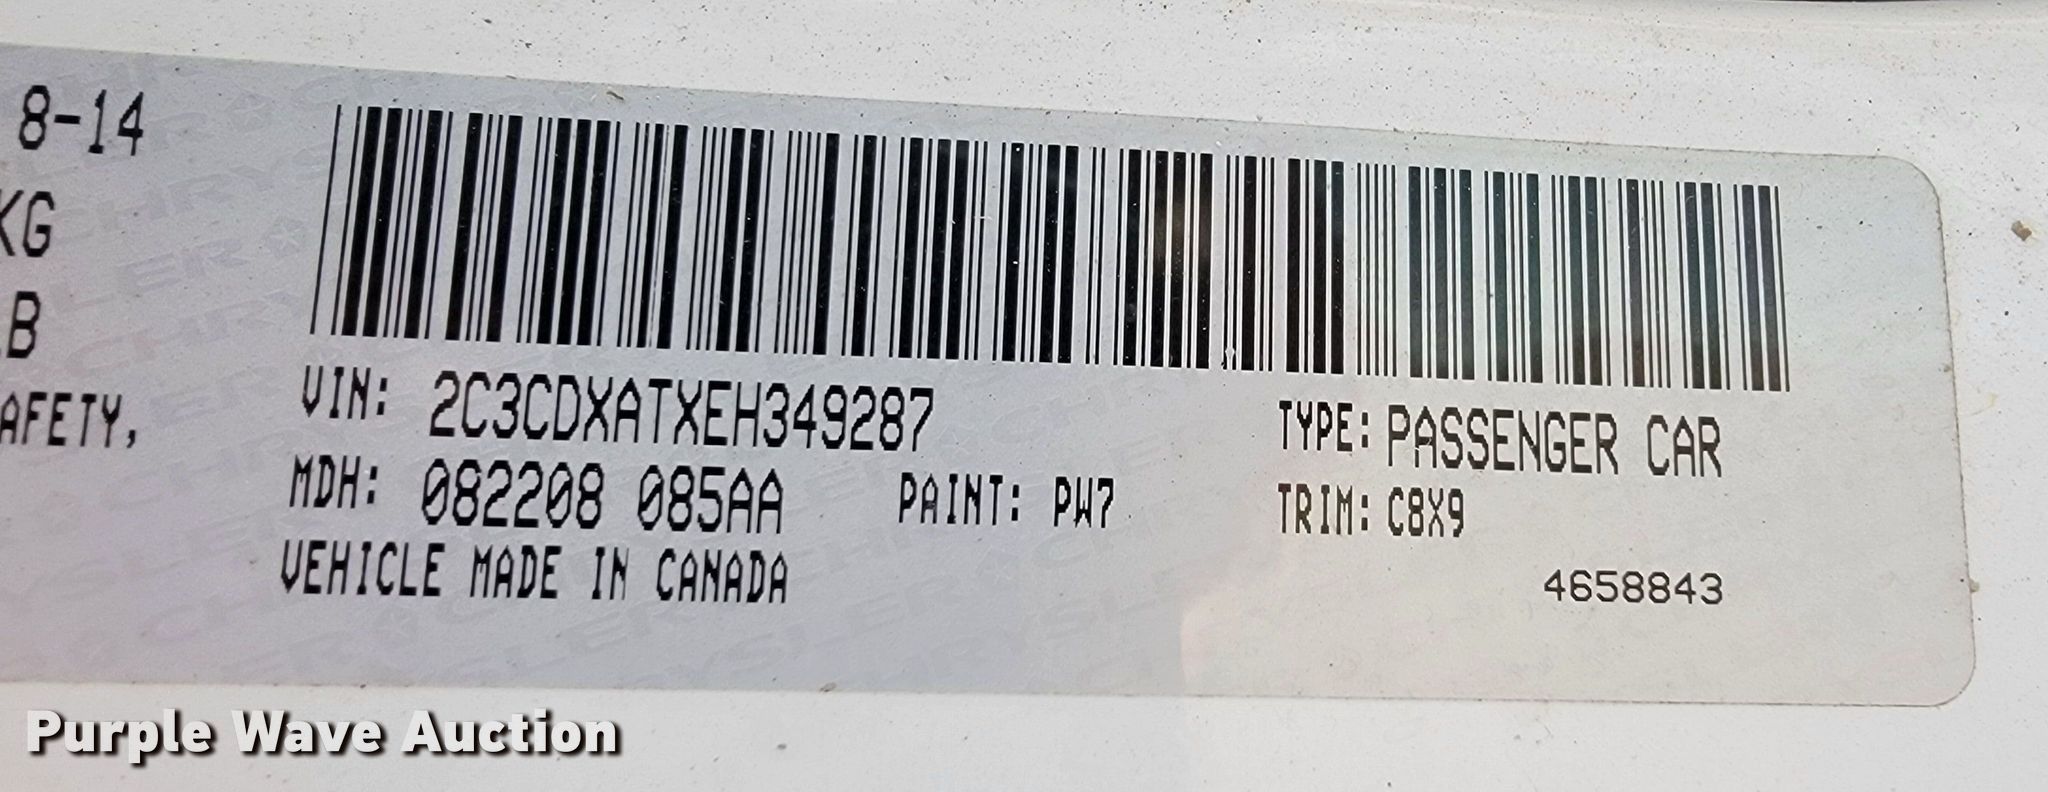 8-14
KG
LB
AFETY,
VIN: 2C3CDXATXEH349287
TYPE: PASSENGER CAR
MDH: 082208 085AA PAINT: PW7
TRIM: C8X9
VEHICLE MADE IN CANADA
4658843
Purple Wave Auction